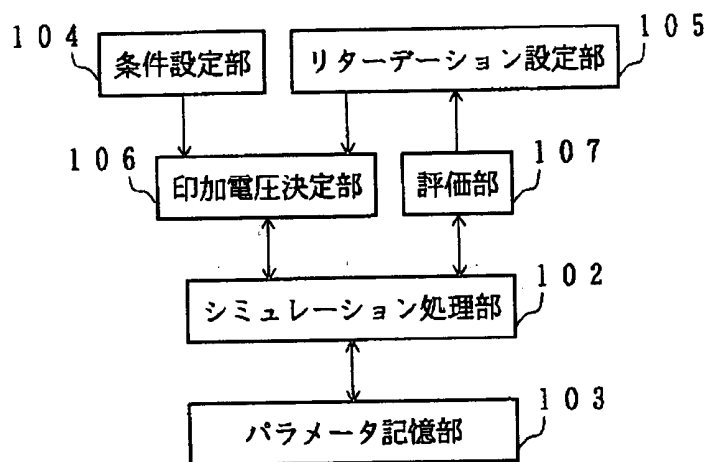 104
条件設定部
リターデーション設定部
105
106
印加電圧決定部
評価部
107
シミュレーション処理部
102
パラメータ記憶部
103